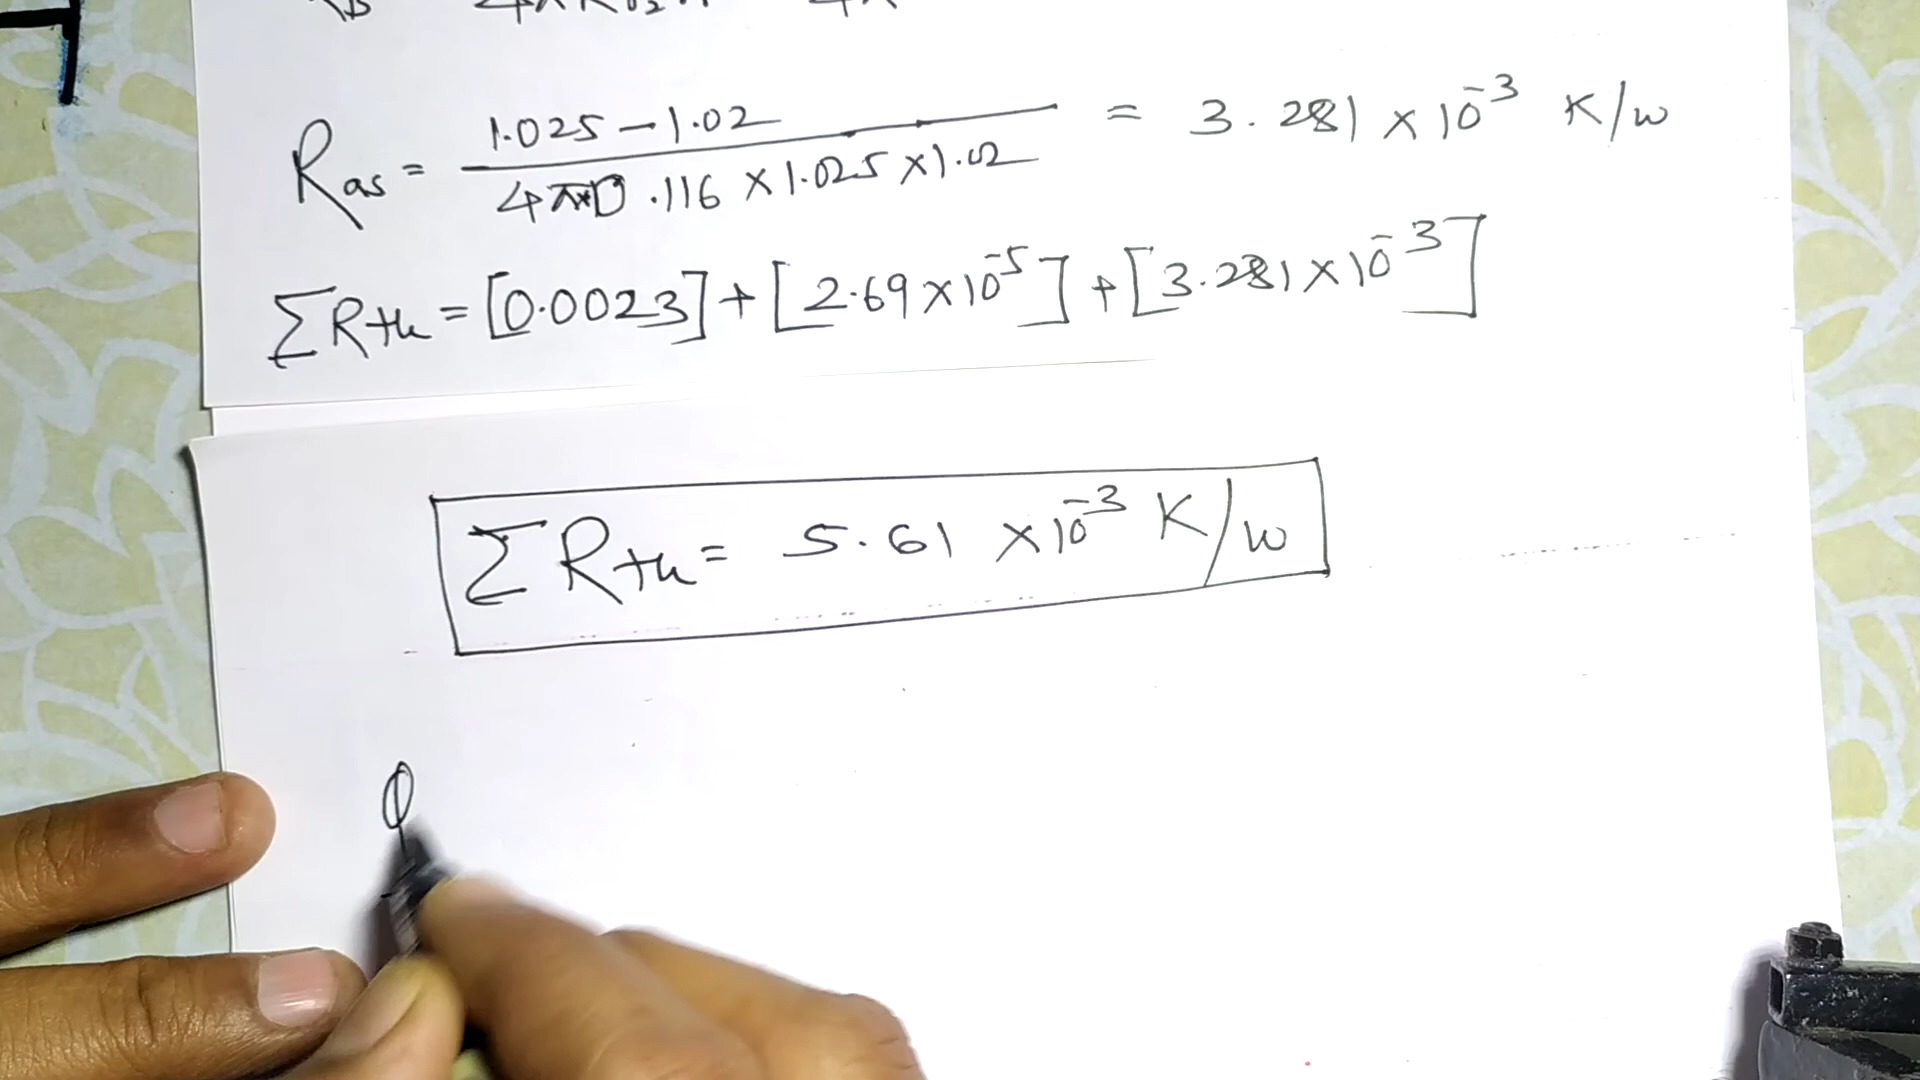 Ras = 1.025 - 1.02 / 4π×0.116 × 1.025 × 1.02 = 3.281 × 10^-3 K/w
ΣRth = [0.0023] + [2.69 × 10^-5] + [3.281 × 10^-3]
ΣRth = 5.61 × 10^-3 K/w
Q